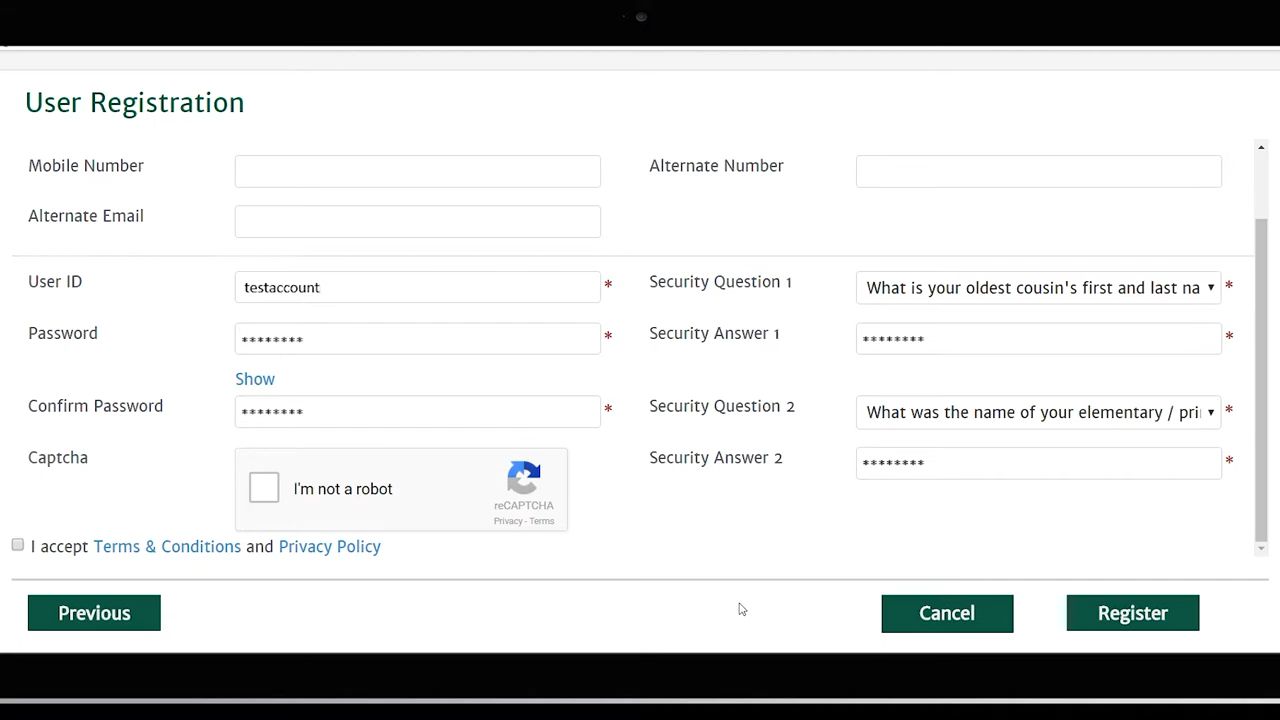 User Registration
Mobile Number
Alternate Number
Alternate Email
User ID
testaccount
*
Security Question 1
What is your oldest cousin's first and last na
*
Password
********
*
Security Answer 1
********
*
Show
Confirm Password
********
*
Security Question 2
What was the name of your elementary / pri
*
Captcha
I'm not a robot
reCAPTCHA
Privacy - Terms
Security Answer 2
********
*
I accept Terms & Conditions and Privacy Policy
Previous
Cancel
Register